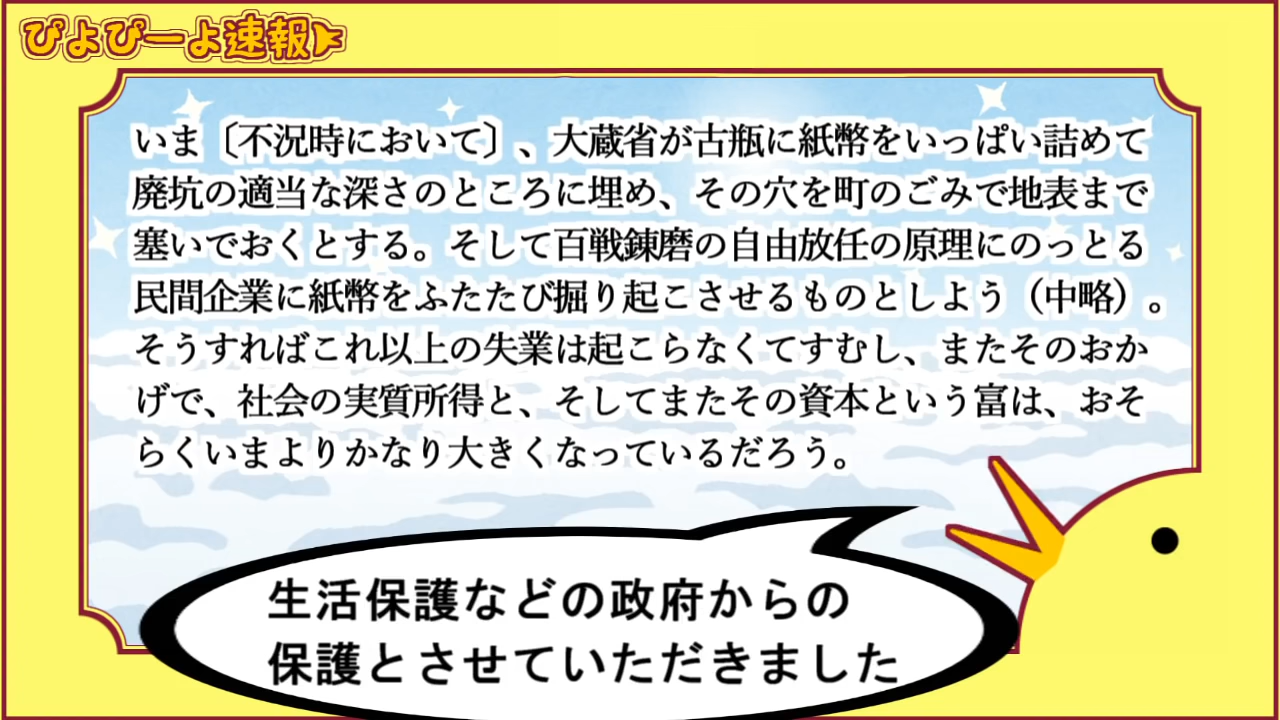 ぴよぴーよ速報
いま〔不況時において〕、大蔵省が古瓶に紙幣をいっぱい詰めて
廃坑の適当な深さのところに埋め、その穴を町のごみで地表まで
塞いでおくとする。そして百戦錬磨の自由放任の原理にのっとる
民間企業に紙幣をふたたび掘り起こさせるものとしよう（中略）。
そうすればこれ以上の失業は起こらなくてすむし、またそのおか
げで、社会の実質所得と、そしてまたその資本という富は、おそ
らくいまよりかなり大きくなっているだろう。
生活保護などの政府からの
保護とさせていただきました